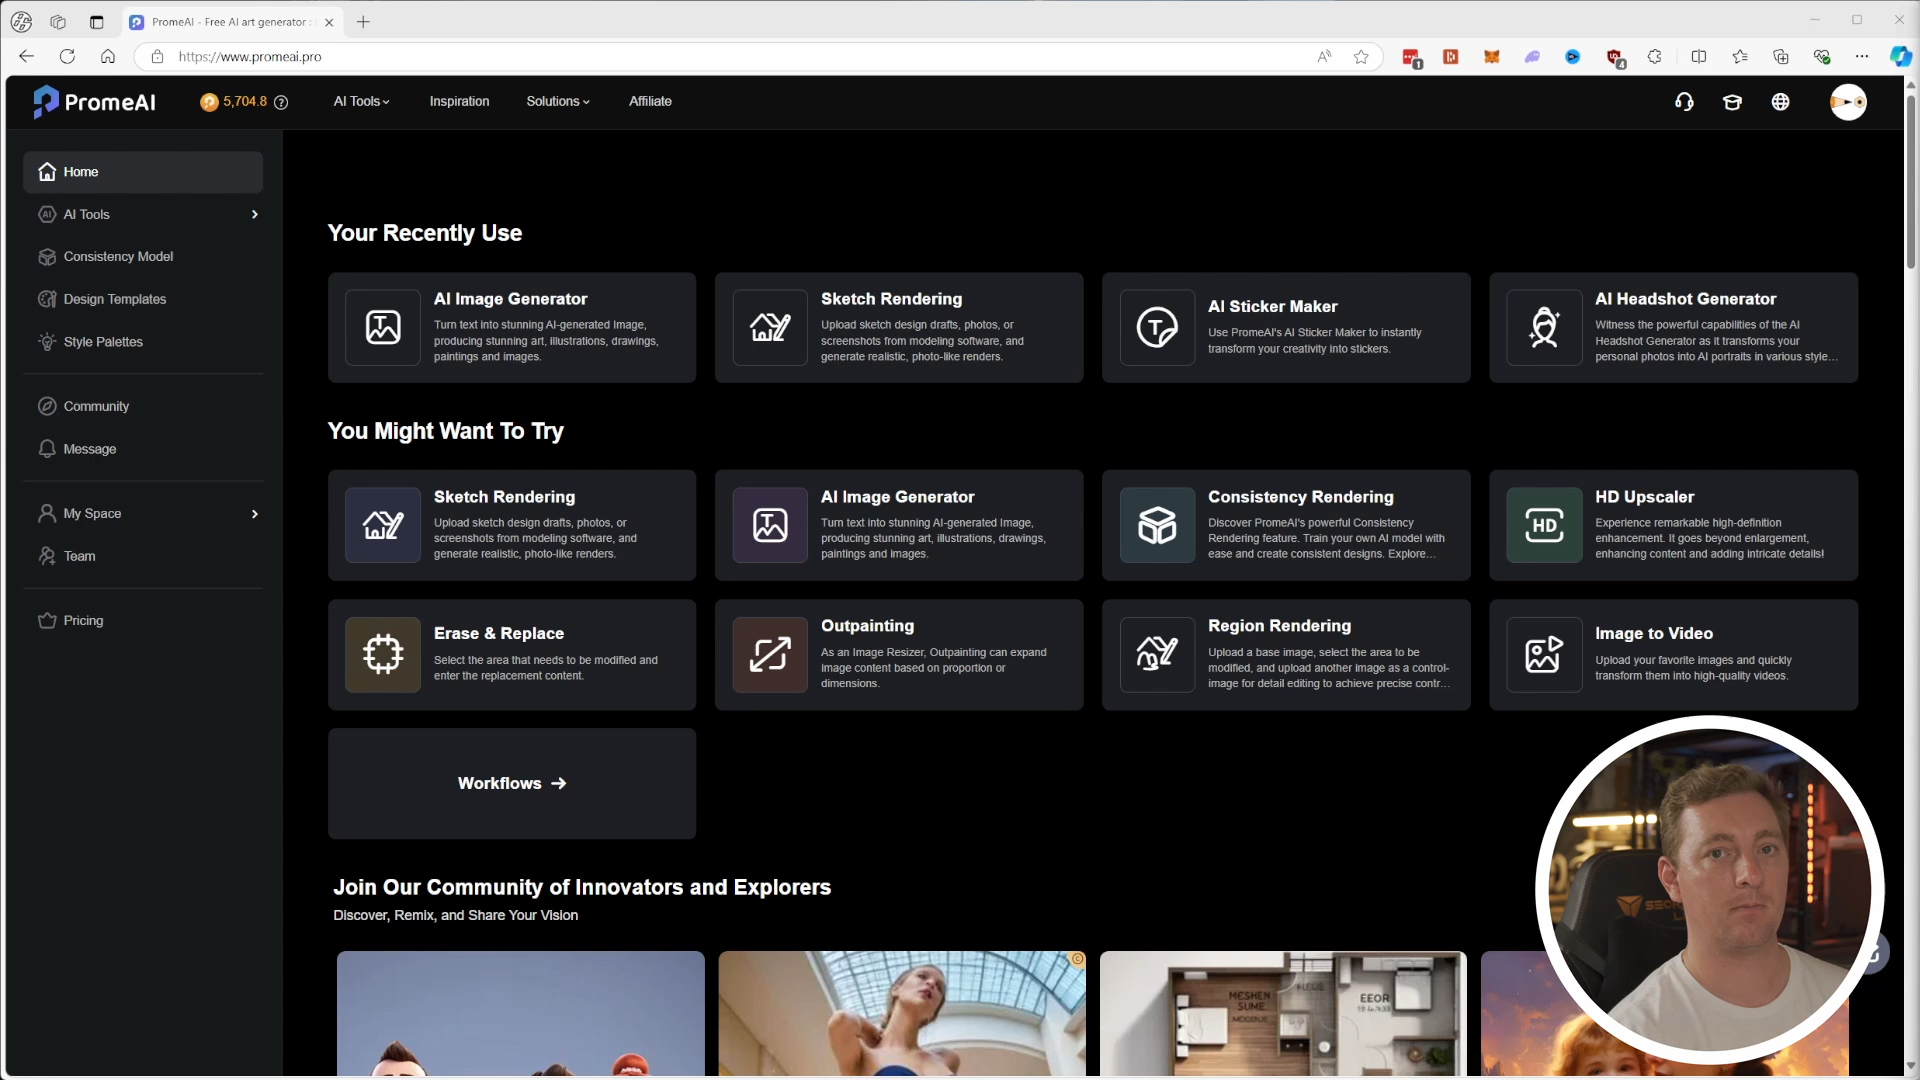 PromeAI - Free AI art generator :
https://www.promeai.pro
1
4
PromeAI
5,704.8
AI Tools
Inspiration
Solutions
Affiliate
Home
AI Tools
Consistency Model
Design Templates
Style Palettes
Community
Message
My Space
Team
Pricing
Your Recently Use
AI Image Generator
Turn text into stunning AI-generated Image,
producing stunning art, illustrations, drawings,
paintings and images.
Sketch Rendering
Upload sketch design drafts, photos, or
screenshots from modeling software, and
generate realistic, photo-like renders.
AI Sticker Maker
Use PromeAI's AI Sticker Maker to instantly
transform your creativity into stickers.
AI Headshot Generator
Witness the powerful capabilities of the AI
Headshot Generator as it transforms your
personal photos into AI portraits in various style...
You Might Want To Try
Sketch Rendering
Upload sketch design drafts, photos, or
screenshots from modeling software, and
generate realistic, photo-like renders.
AI Image Generator
Turn text into stunning AI-generated Image,
producing stunning art, illustrations, drawings,
paintings and images.
Consistency Rendering
Discover PromeAI's powerful Consistency
Rendering feature. Train your own AI model with
ease and create consistent designs. Explore...
HD
HD Upscaler
Experience remarkable high-definition
enhancement. It goes beyond enlargement,
enhancing content and adding intricate details!
Erase & Replace
Select the area that needs to be modified and
enter the replacement content.
Outpainting
As an Image Resizer, Outpainting can expand
image content based on proportion or
dimensions.
Region Rendering
Upload a base image, select the area to be
modified, and upload another image as a control-
image for detail editing to achieve precise contr...
Image to Video
Upload your favorite images and quickly
transform them into high-quality videos.
Workflows →
Join Our Community of Innovators and Explorers
Discover, Remix, and Share Your Vision
MESHEN
SUME
EEOR